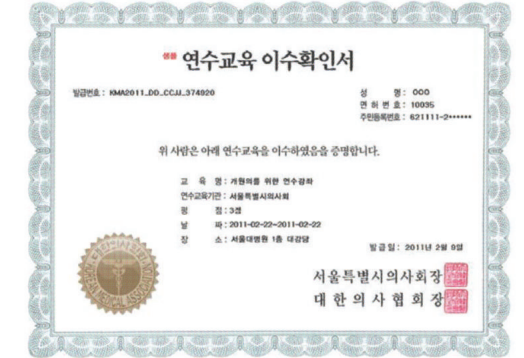 샘플 연수교육 이수확인서
발급번호 : KMA2011_DD_CCJJ_374920
성 명 : OOO
면 허 번 호 : 10035
주민등록번호 : 621111-2******
위 사람은 아래 연수교육을 이수하였음을 증명합니다.
교 육 명 : 개원의를 위한 연수강좌
연수교육기관 : 서울특별시의사회
평 점 : 3점
날 짜 : 2011-02-22~2011-02-22
장 소 : 서울대병원 1층 대강당
발급일 : 2011년 2월 9일
서울특별시의사회장
대한의사협회장